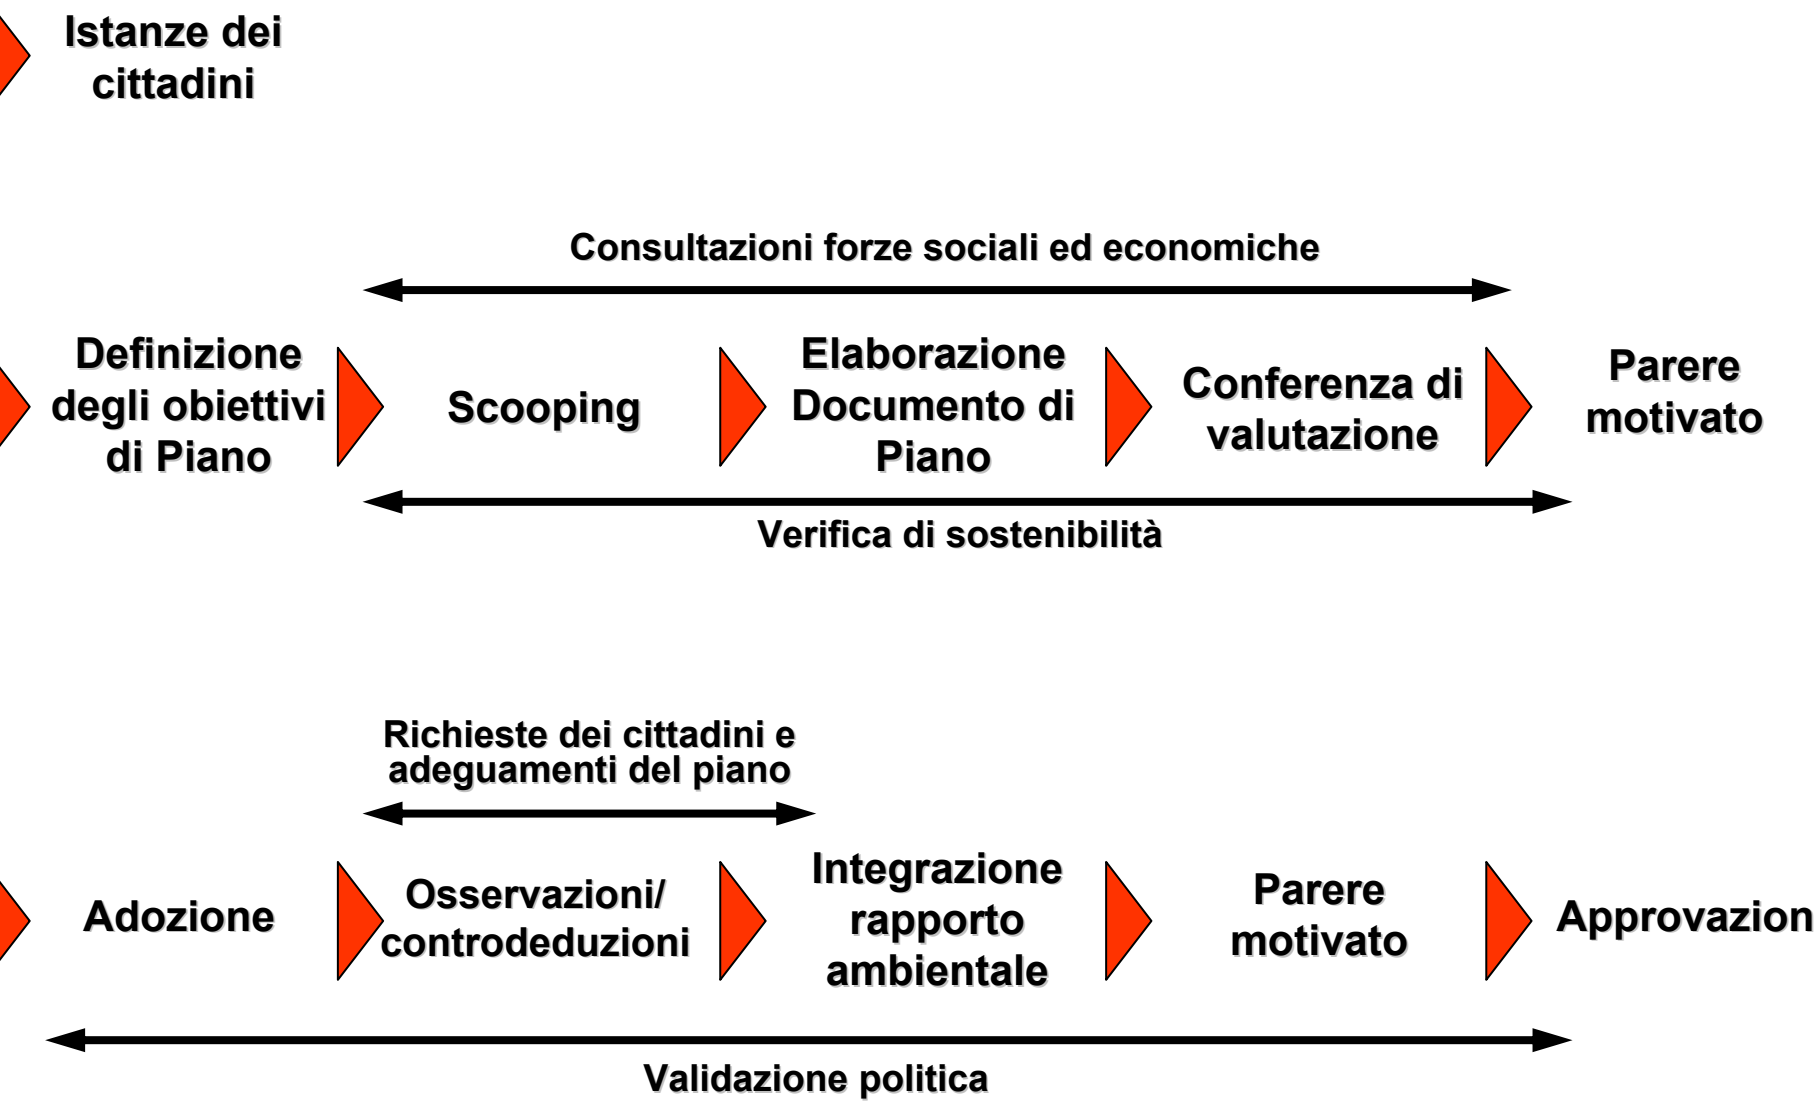 Istanze dei
cittadini
Consultazioni forze sociali ed economiche
Definizione
degli obiettivi
di Piano
Scooping
Elaborazione
Documento di
Piano
Conferenza di
valutazione
Parere
motivato
Verifica di sostenibilità
Richieste dei cittadini e
adeguamenti del piano
Adozione
Osservazioni/
controdeduzioni
Integrazione
rapporto
ambientale
Parere
motivato
Approvazion
Validazione politica